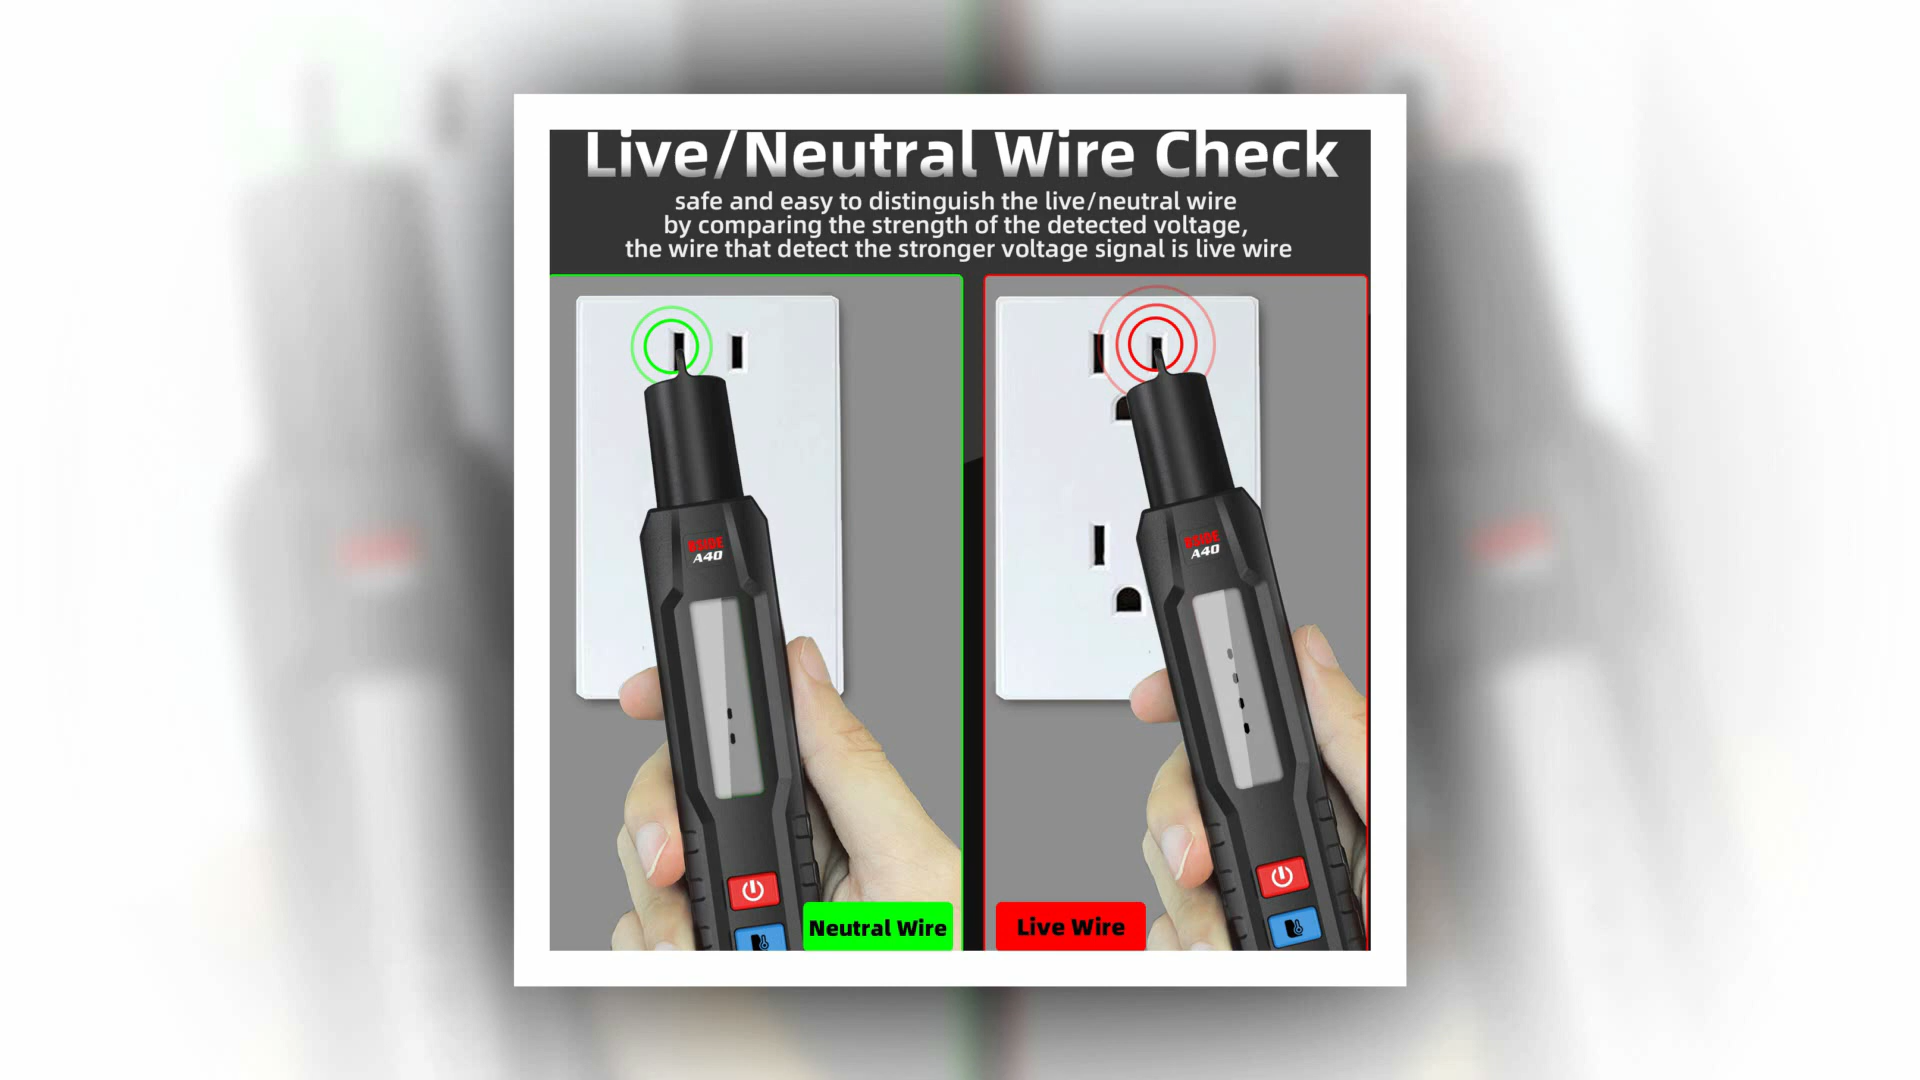 Live/Neutral Wire Check
safe and easy to distinguish the live/neutral wire
by comparing the strength of the detected voltage,
the wire that detect the stronger voltage signal is live wire
BSIDE
A40
BSIDE
A40
Neutral Wire
Live Wire